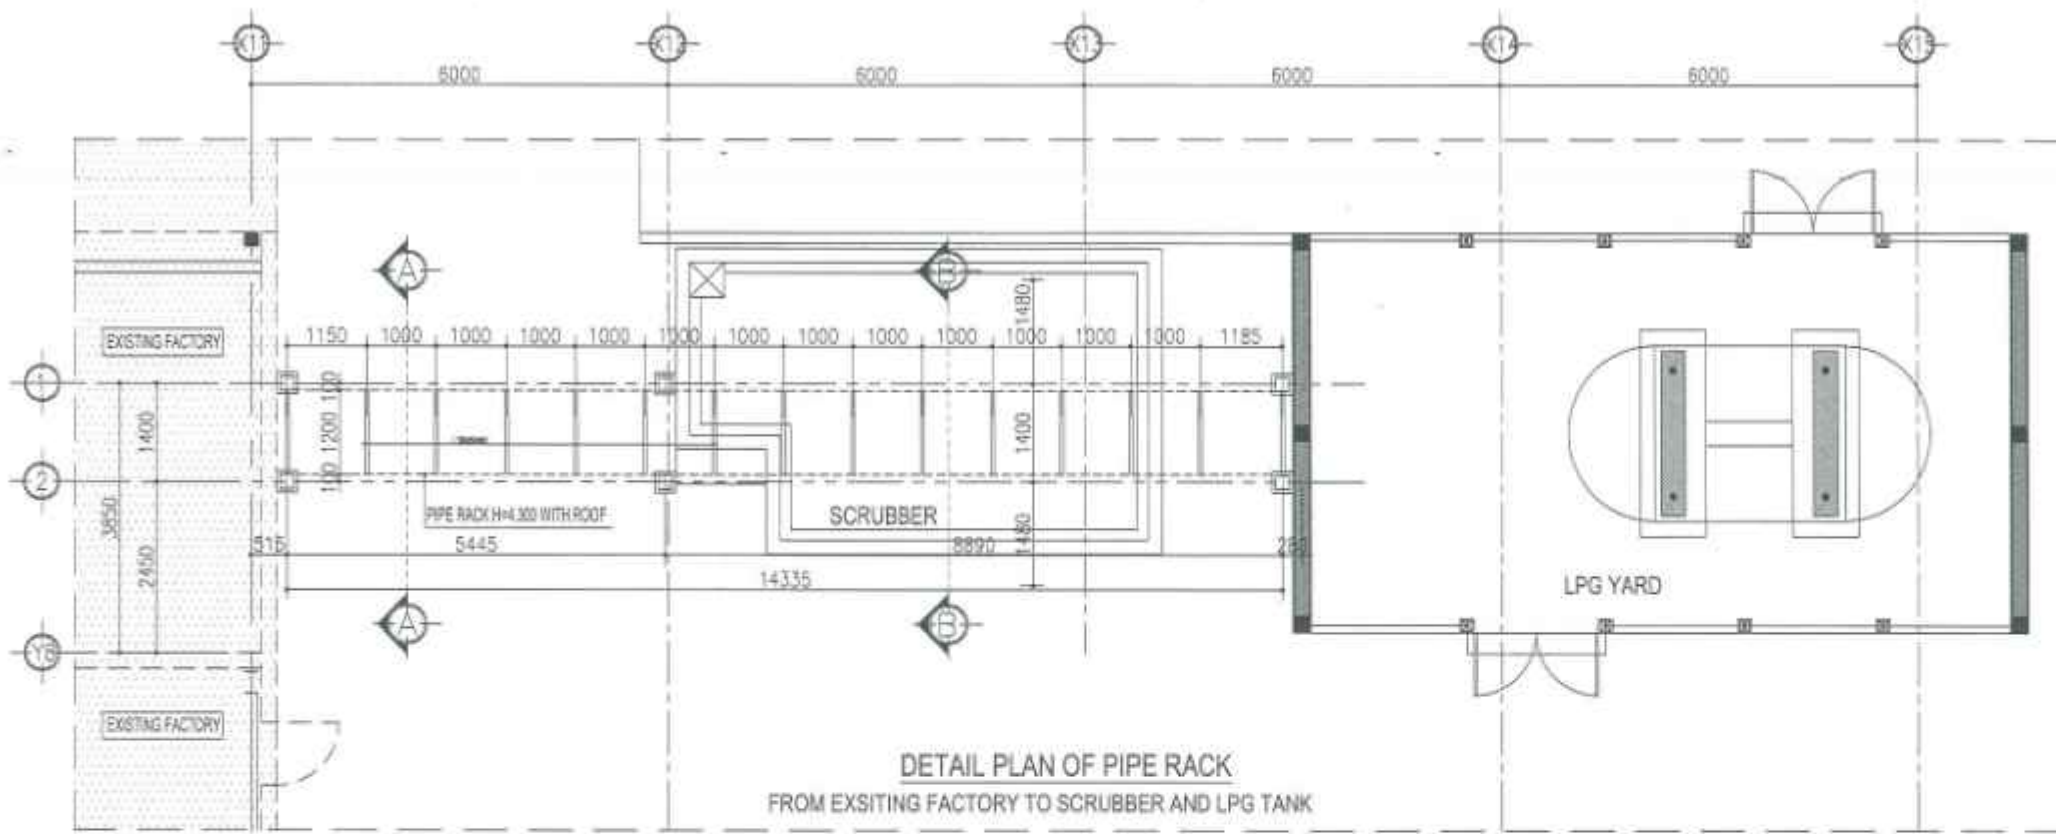 K11 K12 K13 K14 K15
6000 6000 6000 6000
A B
1480
EXISTING FACTORY
1150 1000 1000 1000 1000 1000 1000 1000 1000 1000 1000 1000 1000 1185
1
100
1400 1200 1400
2
100
PIPE RACK H=4.300 WITH ROOF
SCRUBBER
3850
515 5445 8890
1480
2450
14335
LPG YARD
A B
Y6
EXISTING FACTORY
DETAIL PLAN OF PIPE RACK
FROM EXSITING FACTORY TO SCRUBBER AND LPG TANK